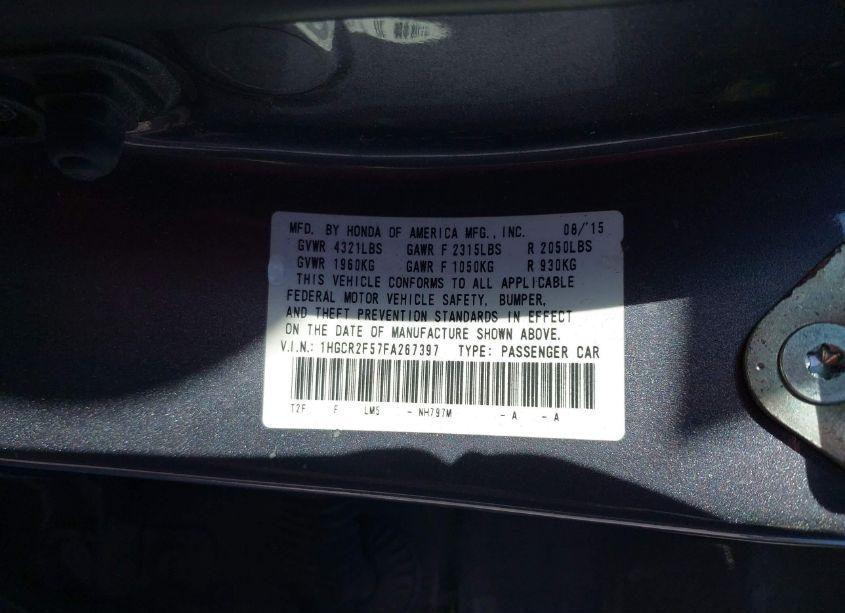 MFD. BY HONDA OF AMERICA MFG., INC. 08/'15
GVWR 4321LBS GAWR F 2315LBS R 2050LBS
GVWR 1960KG GAWR F 1050KG R 930KG
THIS VEHICLE CONFORMS TO ALL APPLICABLE
FEDERAL MOTOR VEHICLE SAFETY, BUMPER,
AND THEFT PREVENTION STANDARDS IN EFFECT
ON THE DATE OF MANUFACTURE SHOWN ABOVE.
V.I.N.: 1HGCR2F57FA267397 TYPE: PASSENGER CAR
T2F F LM5 - NH797M - A - A